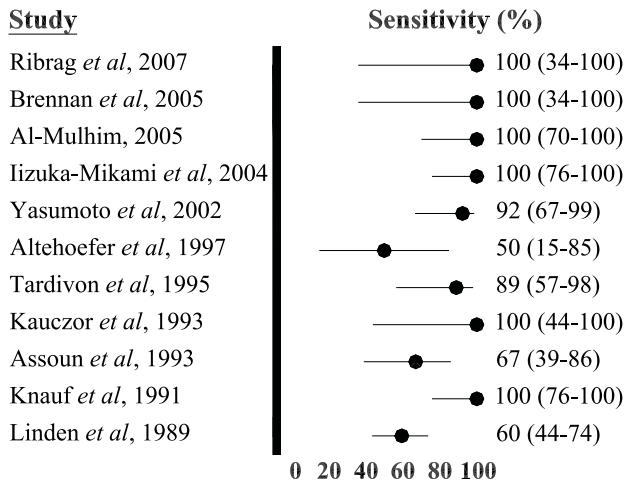 Study Sensitivity (%)
Ribrag et al, 2007 100 (34-100)
Brennan et al, 2005 100 (34-100)
Al-Mulhim, 2005 100 (70-100)
Iizuka-Mikami et al, 2004 100 (76-100)
Yasumoto et al, 2002 92 (67-99)
Altehoefer et al, 1997 50 (15-85)
Tardivon et al, 1995 89 (57-98)
Kauczor et al, 1993 100 (44-100)
Assoun et al, 1993 67 (39-86)
Knauf et al, 1991 100 (76-100)
Linden et al, 1989 60 (44-74)
0 20 40 60 80 100